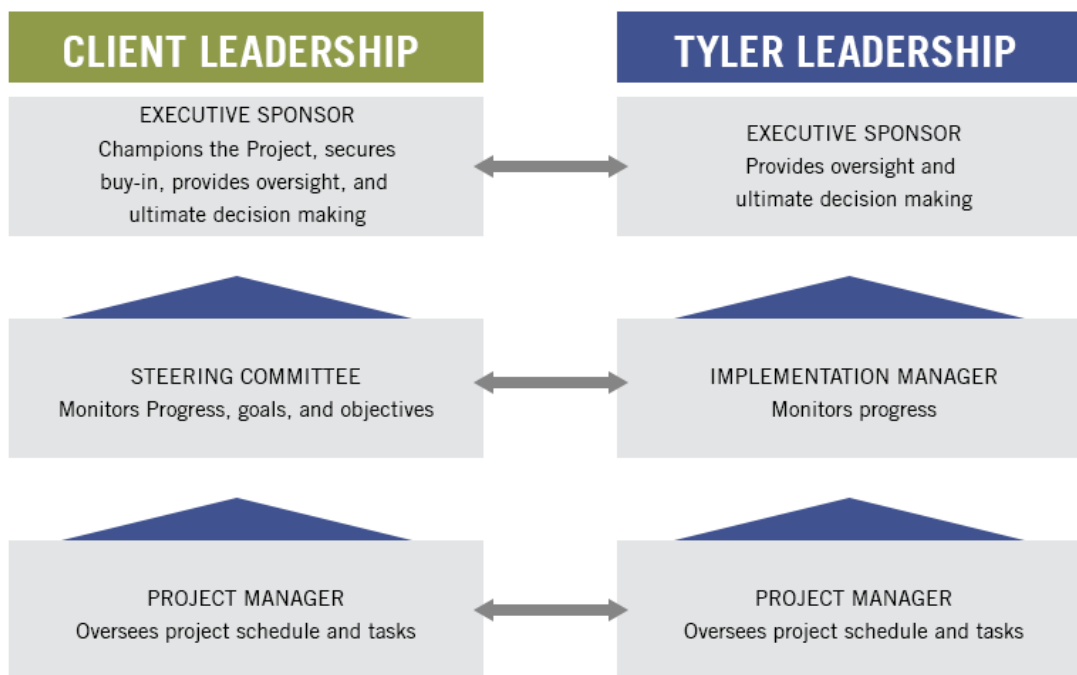 CLIENT LEADERSHIP
EXECUTIVE SPONSOR
Champions the Project, secures
buy-in, provides oversight, and
ultimate decision making
STEERING COMMITTEE
Monitors Progress, goals, and objectives
PROJECT MANAGER
Oversees project schedule and tasks
TYLER LEADERSHIP
EXECUTIVE SPONSOR
Provides oversight and
ultimate decision making
IMPLEMENTATION MANAGER
Monitors progress
PROJECT MANAGER
Oversees project schedule and tasks